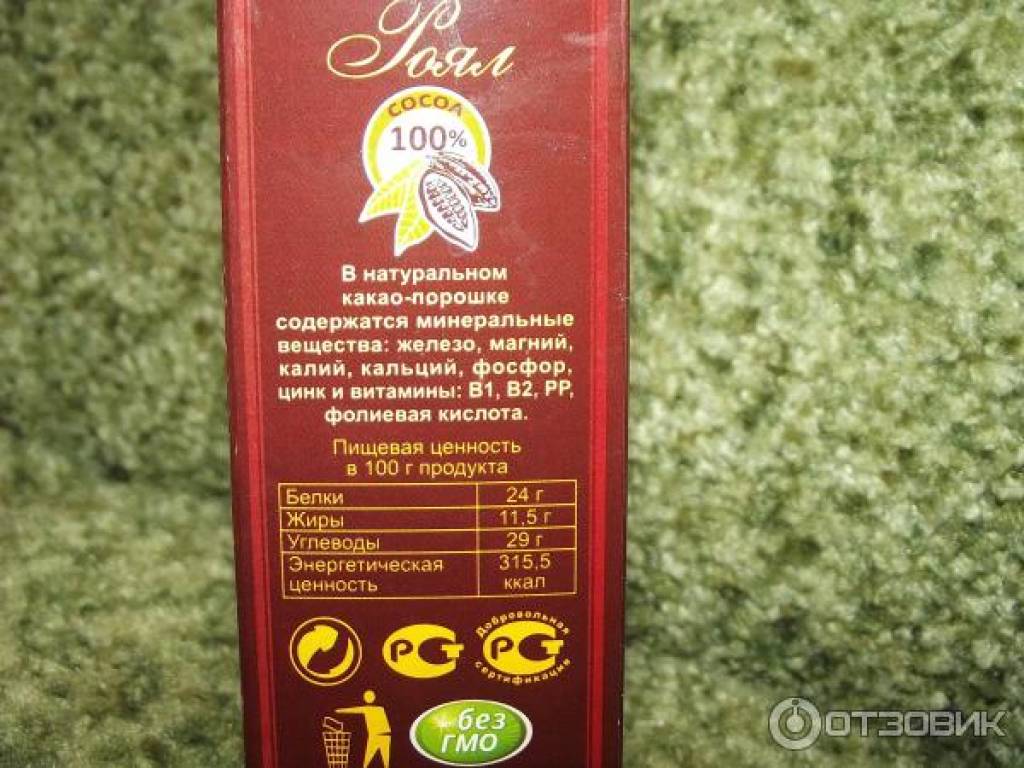 Роял
COCOA
100%
В натуральном
какао-порошке
содержатся минеральные
вещества: железо, магний,
калий, кальций, фосфор,
цинк и витамины: В1, В2, РР,
фолиевая кислота.
Пищевая ценность
в 100 г продукта
Белки 24 г
Жиры 11,5 г
Углеводы 29 г
Энергетическая 315,5
ценность ккал
РСТ
Добровольная
РСТ
сертификация
без
ГМО
ОТЗОВИК